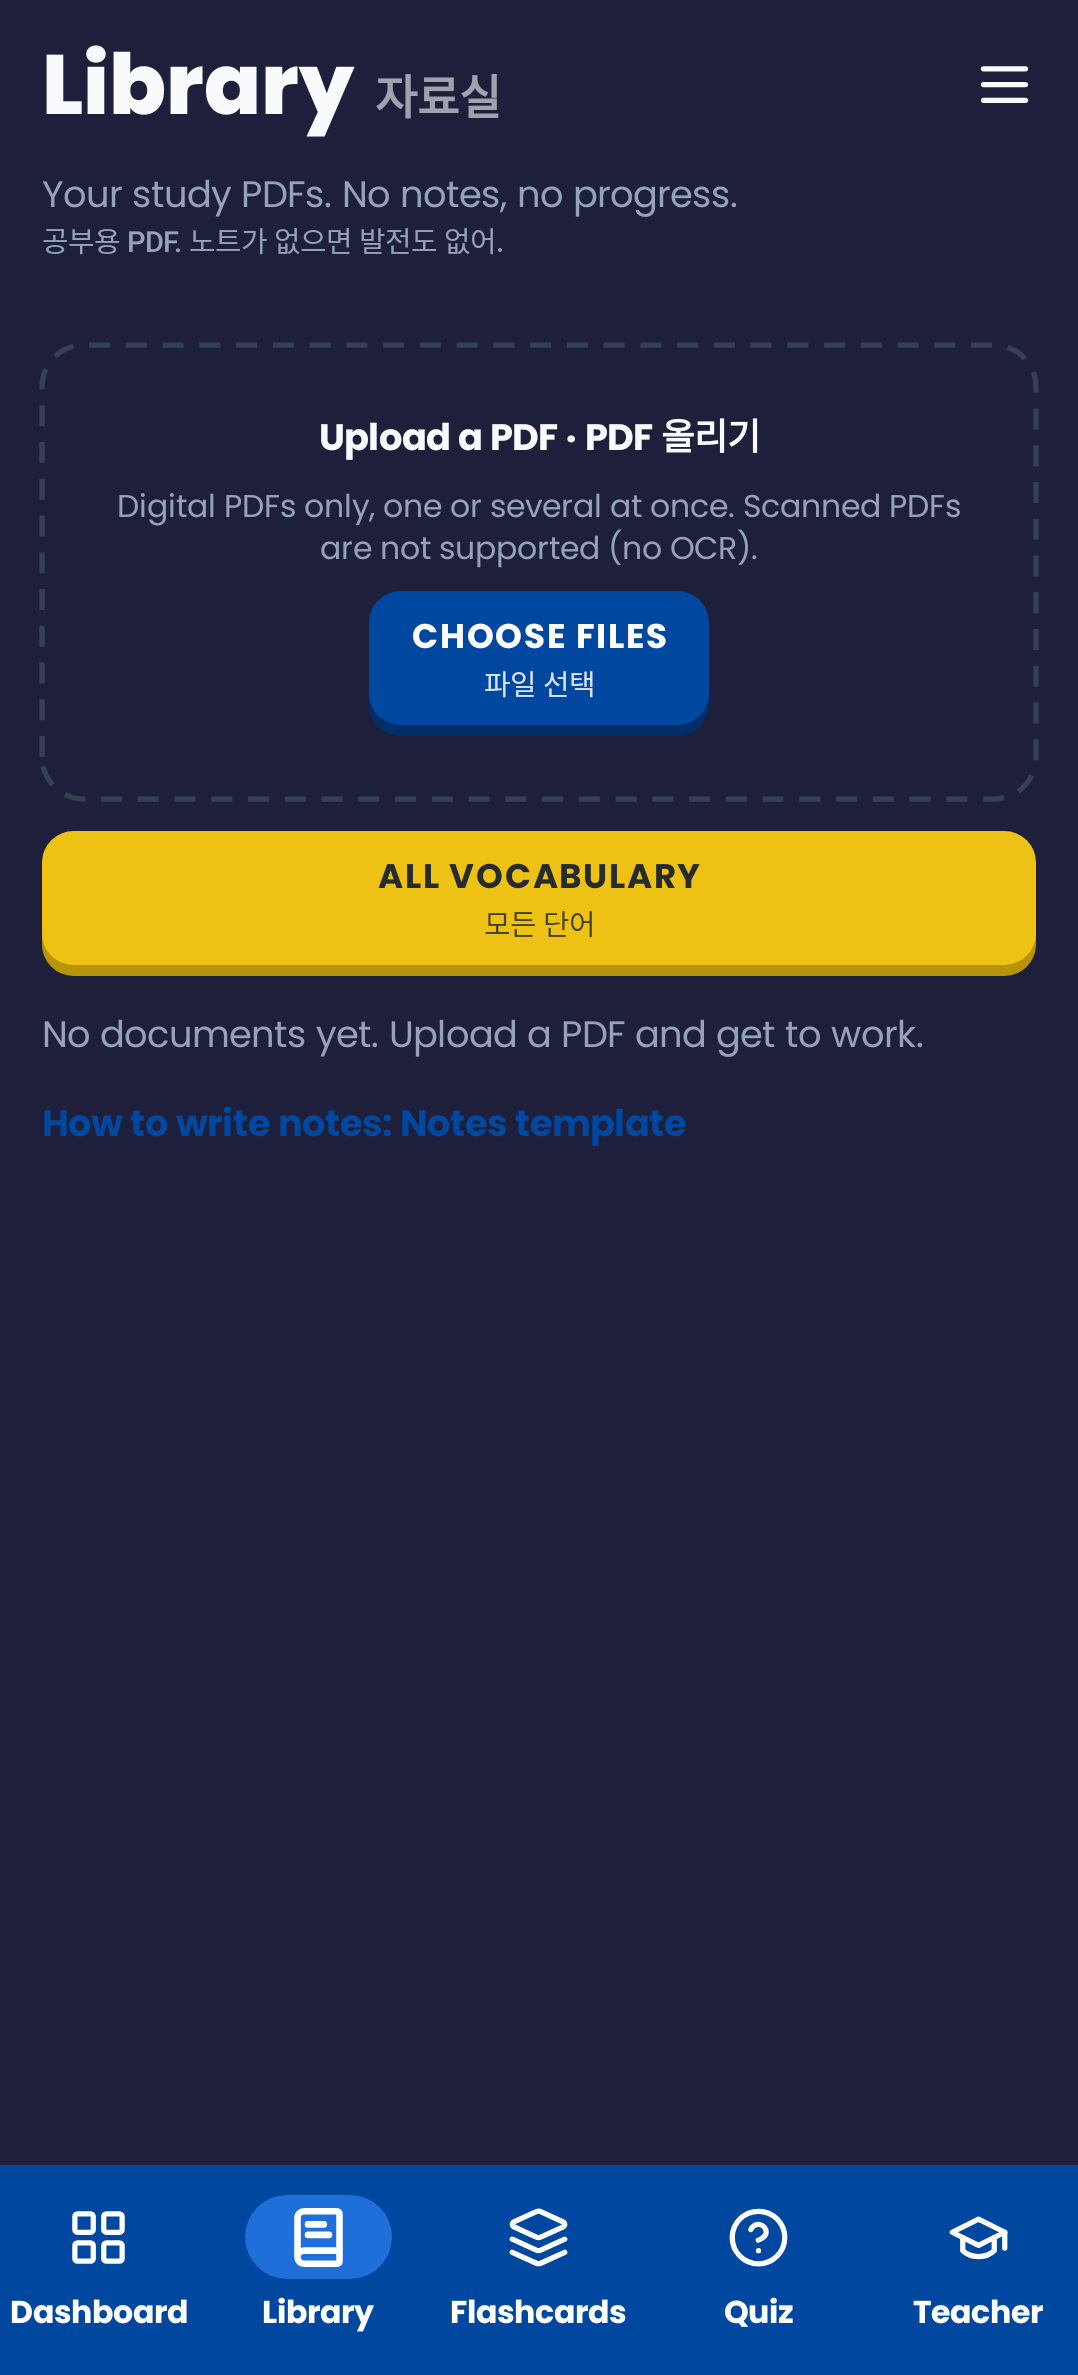 Library 자료실
Your study PDFs. No notes, no progress.
공부용 PDF. 노트가 없으면 발전도 없어.
Upload a PDF · PDF 올리기
Digital PDFs only, one or several at once. Scanned PDFs
are not supported (no OCR).
CHOOSE FILES
파일 선택
ALL VOCABULARY
모든 단어
No documents yet. Upload a PDF and get to work.
How to write notes: Notes template
Dashboard Library Flashcards Quiz Teacher